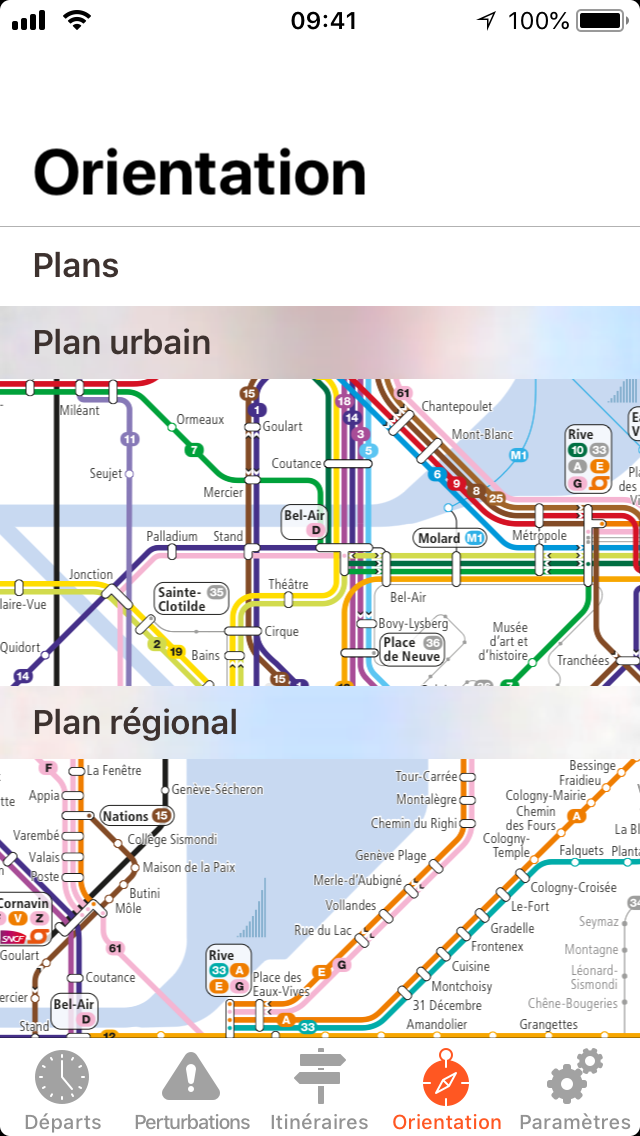 09:41
100%
Orientation
Plans
Plan urbain
61
15
18
Miléant
Chantepoulet
1
14
Ormeaux
Goulart
11
3
Mont-Blanc
Rive
7
5
M1
10 33
Coutance
A E
Seujet
6 9 8 25
G
Mercier
Bel-Air
D
Palladium
Stand
Molard M1
Métropole
Jonction
Théâtre
Bel-Air
laire-Vue
Sainte-
Clotilde
35
Cirque
Bovy-Lysberg
Musée
d'art et
d'histoire
Quidort
2 19
Bains
Place
de Neuve
36
Tranchées
14
15
7
Plan régional
F
La Fenêtre
Tour-Carrée
Bessinge
Fraidieu
Appia
Genève-Sécheron
Montalègre
Cologny-Mairie
Nations 15
Chemin du Righi
Chemin
des Fours
A
Varembé
Collège Sismondi
Cologny-
Temple
La Bl
Valais
Maison de la Paix
Genève Plage
Falquets
Planta
Poste
Butini
Merle-d'Aubigné
Cologny-Croisée
Cornavin
V Z
Môle
Vollandes
Le-Fort
SNCF
Rue du Lac
Gradelle
Seymaz
Goulart
61
Frontenex
Montagne
Rive
33 A
E G
E G
Cuisine
Léonard-
Sismondi
Coutance
Place des
Eaux-Vives
Montchoisy
Bel-Air
D
31 Décembre
Chêne-Bougeries
Stand
A
33
Amandolier
Grangettes
12
Départs
Perturbations
Itinéraires
Orientation
Paramètres